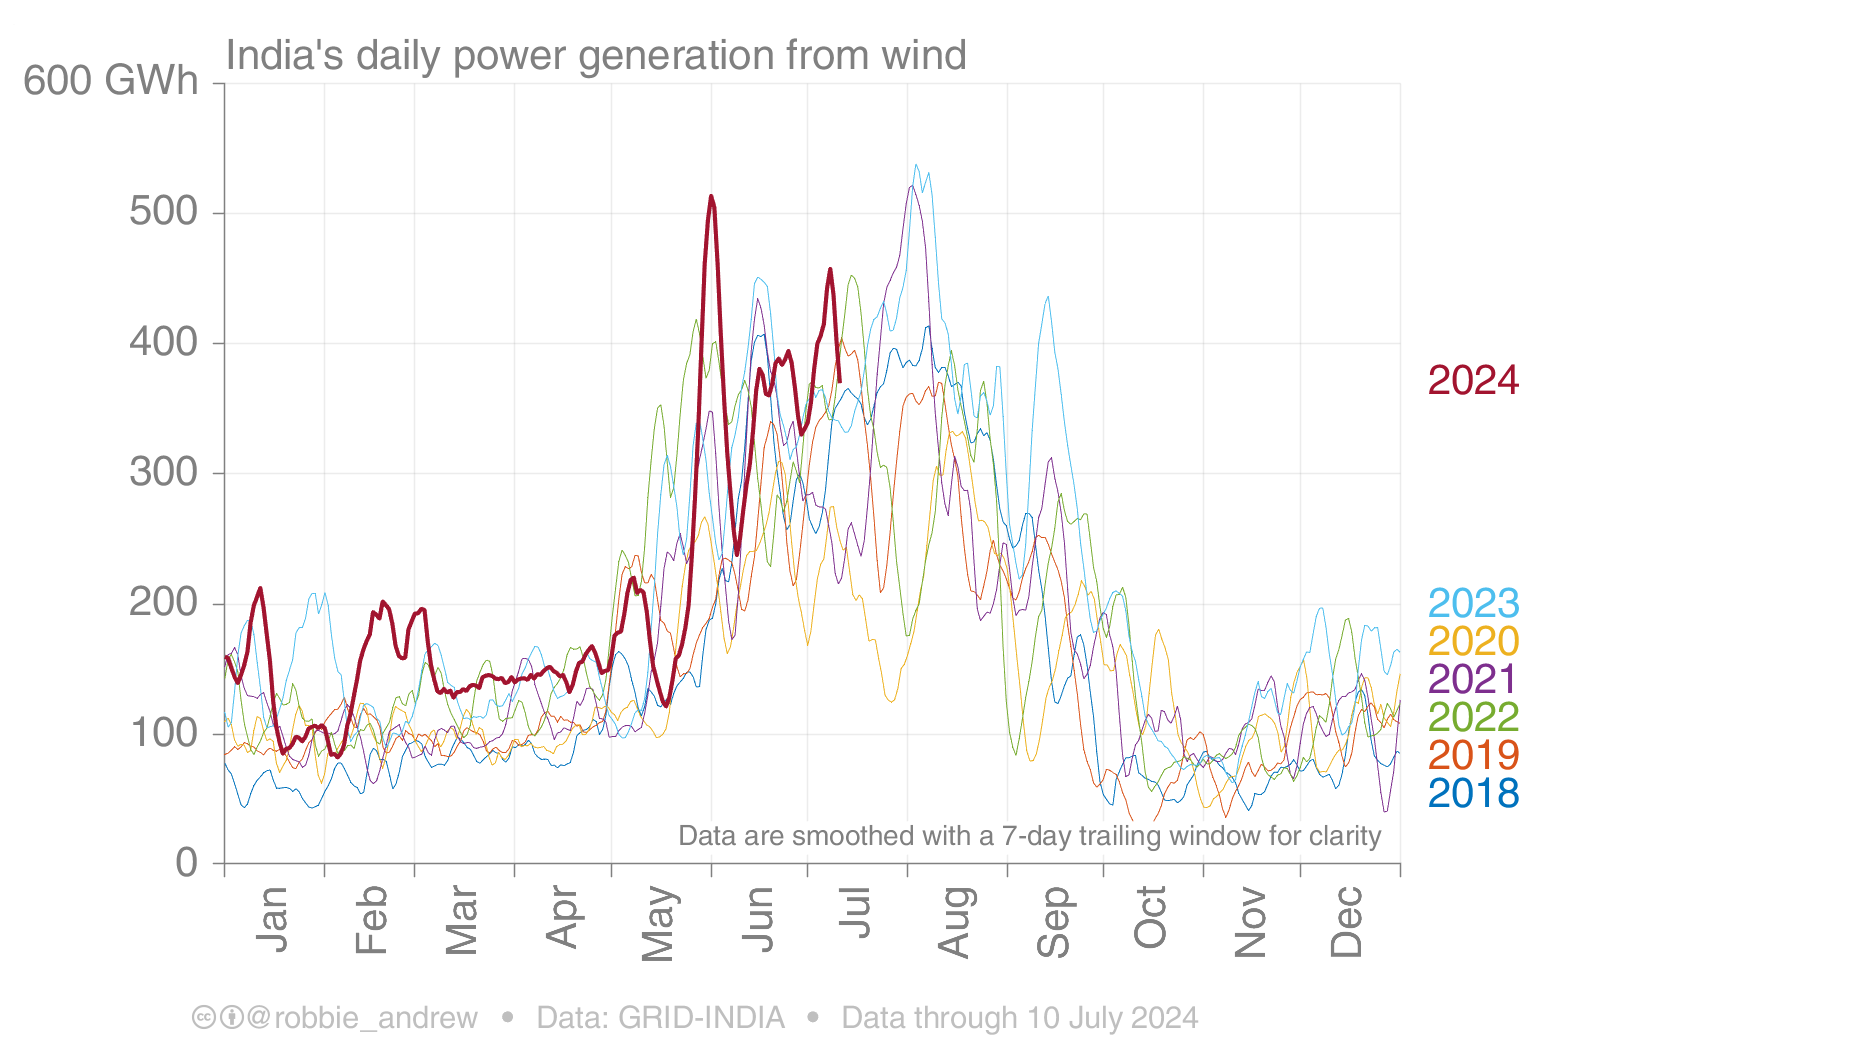 India's daily power generation from wind
600 GWh
500
400
300
200
100
0
2024
2023
2020
2021
2022
2019
2018
Data are smoothed with a 7-day trailing window for clarity
Jan Feb Mar Apr May Jun Jul Aug Sep Oct Nov Dec
cc @robbie_andrew • Data: GRID-INDIA • Data through 10 July 2024